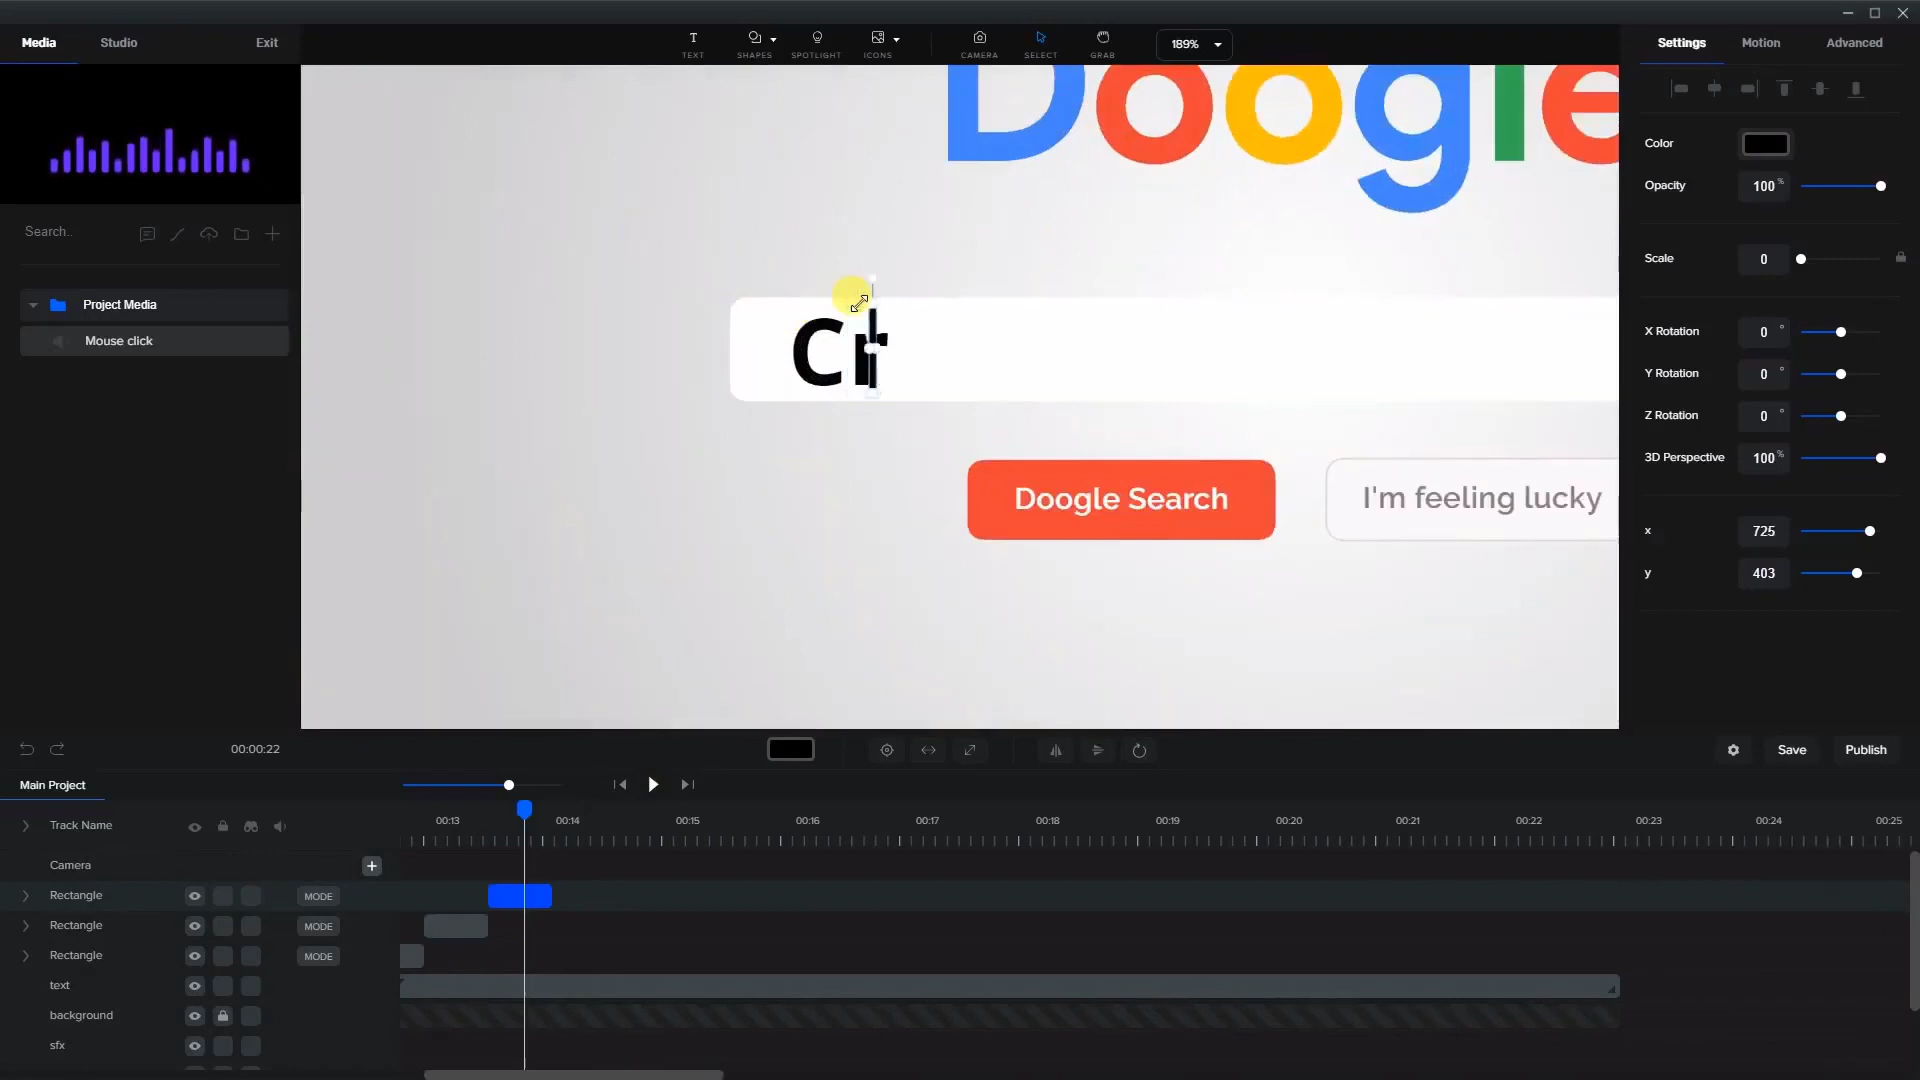 Media
Studio
Exit
TEXT
SHAPES
SPOTLIGHT
ICONS
CAMERA
SELECT
GRAB
189%
Settings
Motion
Advanced
Doogle
Search..
Project Media
Mouse click
Cr
Doogle Search
I'm feeling lucky
Color
Opacity
100 %
Scale
0
X Rotation
0 °
Y Rotation
0 °
Z Rotation
0 °
3D Perspective
100 %
x
725
y
403
00:00:22
Save
Publish
Main Project
Track Name
00:13 00:14 00:15 00:16 00:17 00:18 00:19 00:20 00:21 00:22 00:23 00:24 00:25
Camera
Rectangle MODE
Rectangle MODE
Rectangle MODE
text
background
sfx